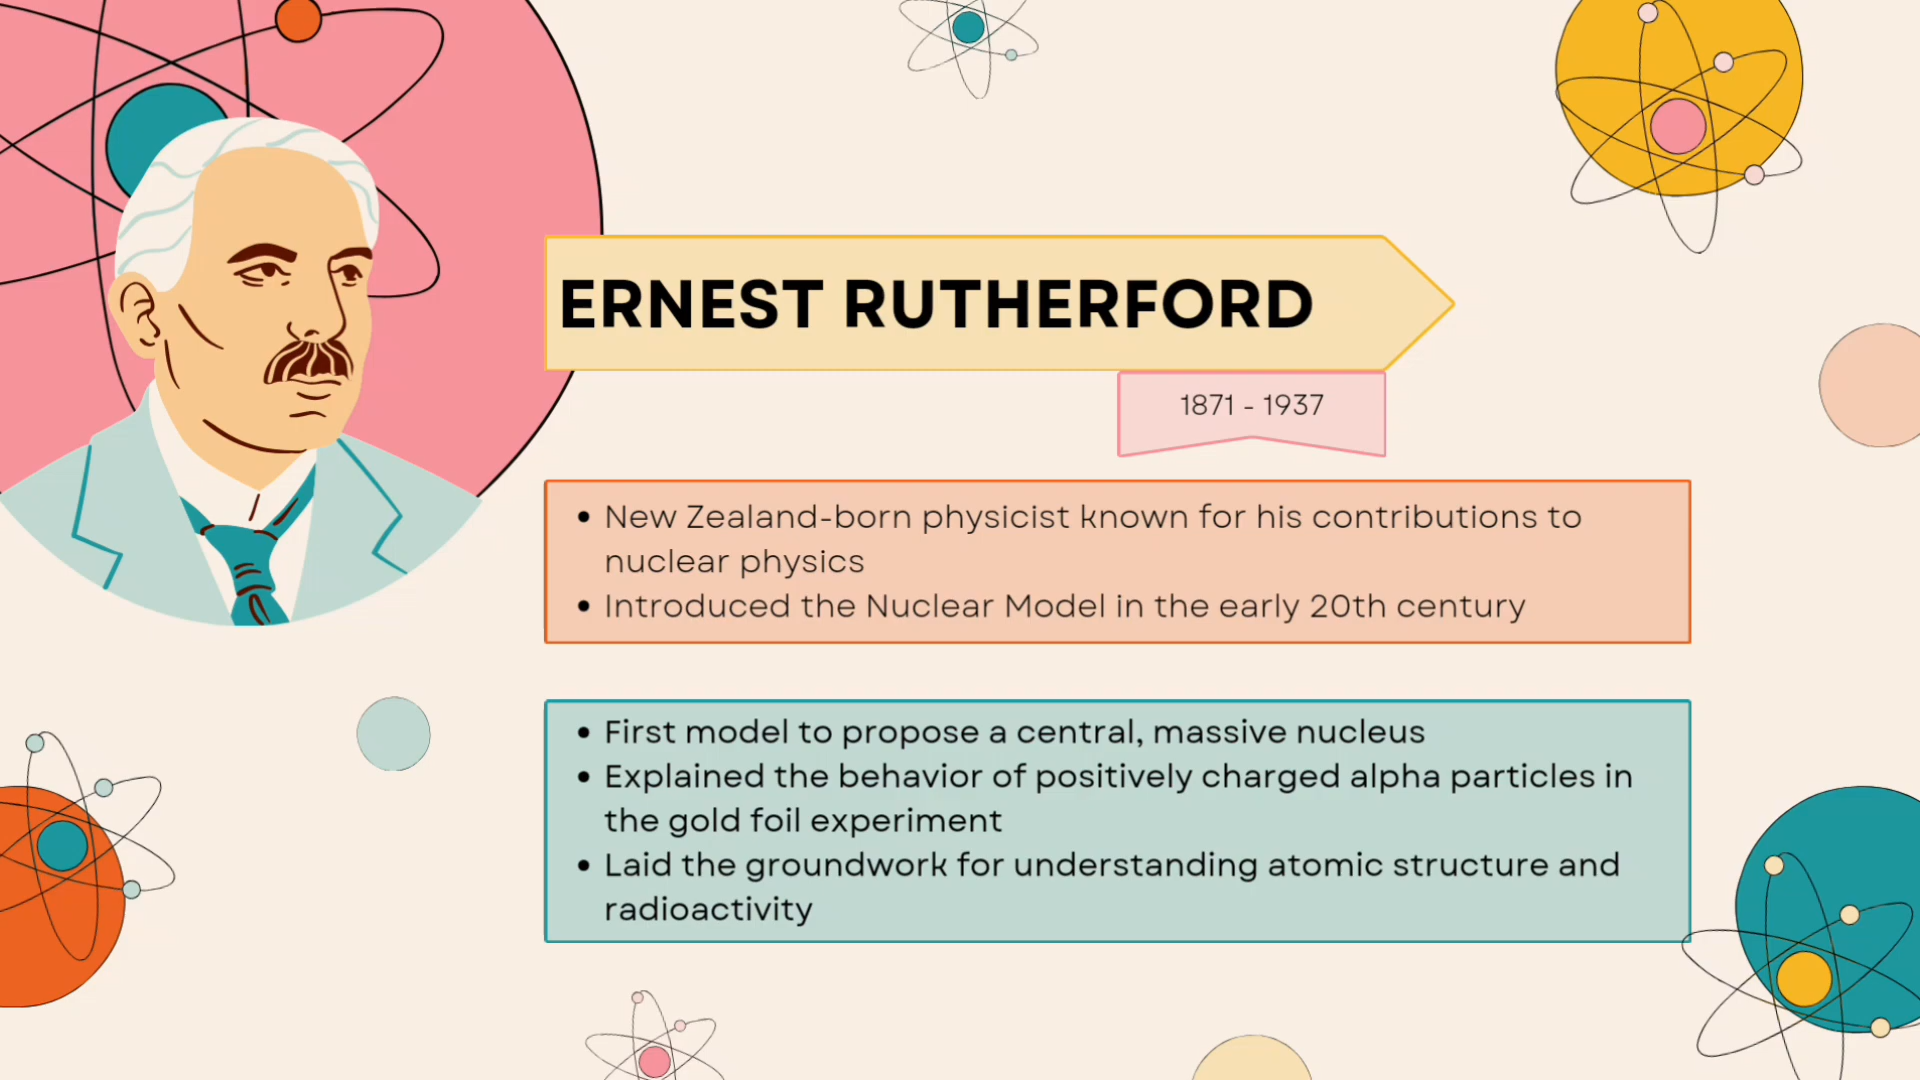 ERNEST RUTHERFORD
1871 - 1937
• New Zealand-born physicist known for his contributions to
nuclear physics
• Introduced the Nuclear Model in the early 20th century
• First model to propose a central, massive nucleus
• Explained the behavior of positively charged alpha particles in
the gold foil experiment
• Laid the groundwork for understanding atomic structure and
radioactivity